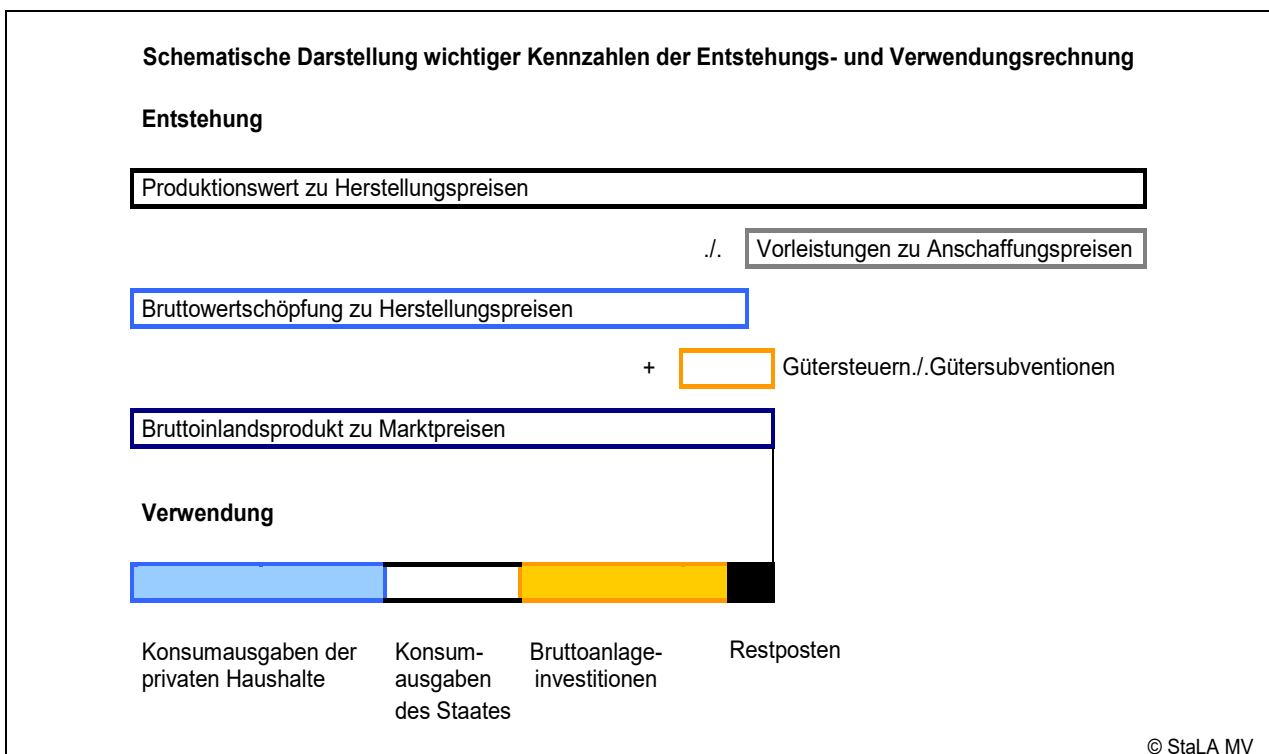 Schematische Darstellung wichtiger Kennzahlen der Entstehungs- und Verwendungsrechnung
Entstehung
Produktionswert zu Herstellungspreisen
./. Vorleistungen zu Anschaffungspreisen
Bruttowertschöpfung zu Herstellungspreisen
+ Gütersteuern./.Gütersubventionen
Bruttoinlandsprodukt zu Marktpreisen
Verwendung
Konsumausgaben der
privaten Haushalte
Konsum-
ausgaben
des Staates
Bruttoanlage-
investitionen
Restposten
© StaLA MV